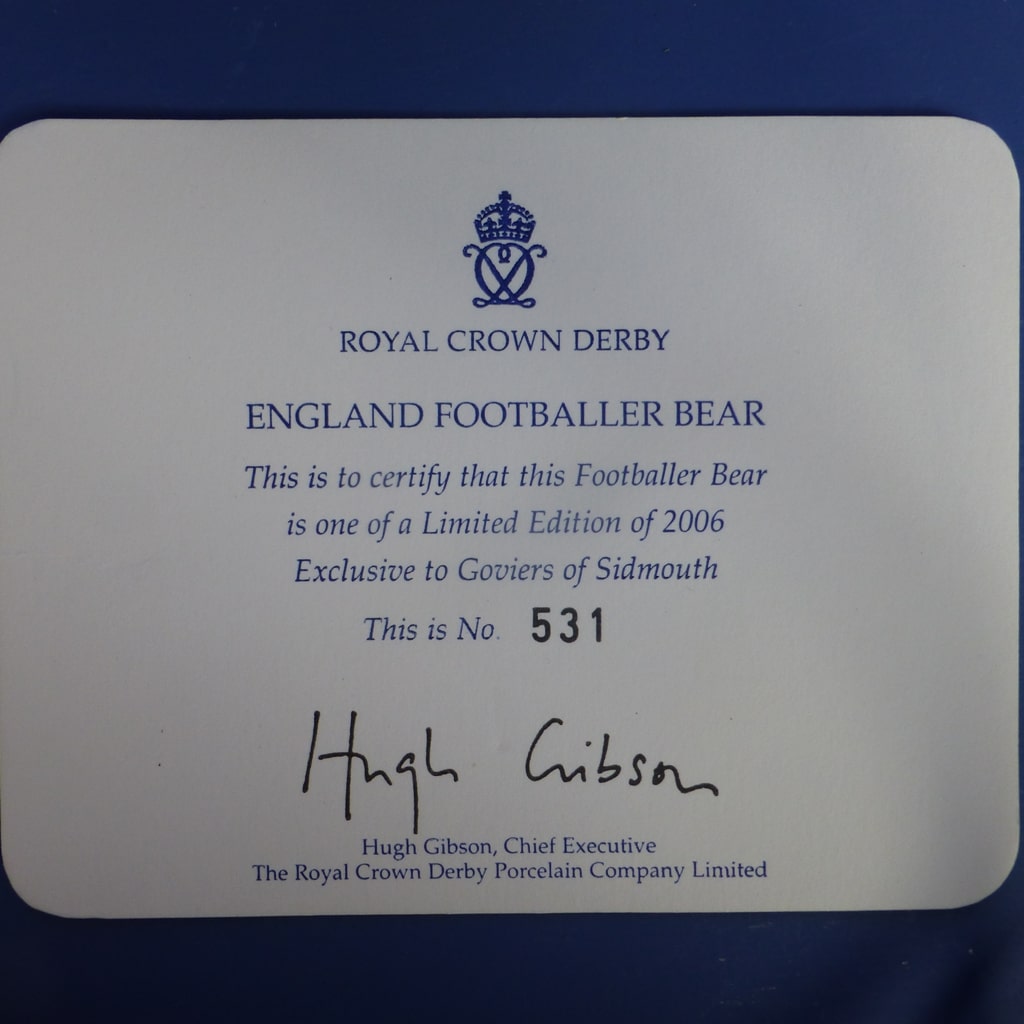 ROYAL CROWN DERBY
ENGLAND FOOTBALLER BEAR
This is to certify that this Footballer Bear
is one of a Limited Edition of 2006
Exclusive to Goviers of Sidmouth
This is No. 531
Hugh Gibson
Hugh Gibson, Chief Executive
The Royal Crown Derby Porcelain Company Limited